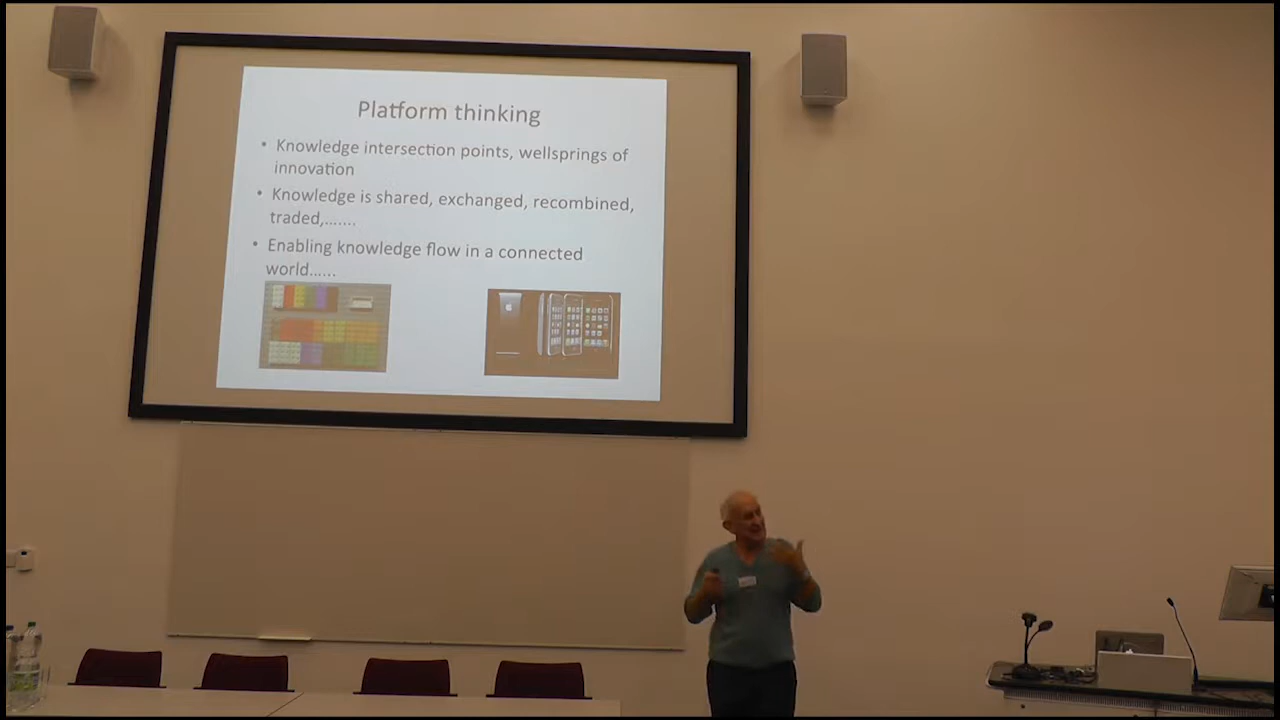 Platform thinking
• Knowledge intersection points, wellsprings of
innovation
• Knowledge is shared, exchanged, recombined,
traded,.......
• Enabling knowledge flow in a connected
world......